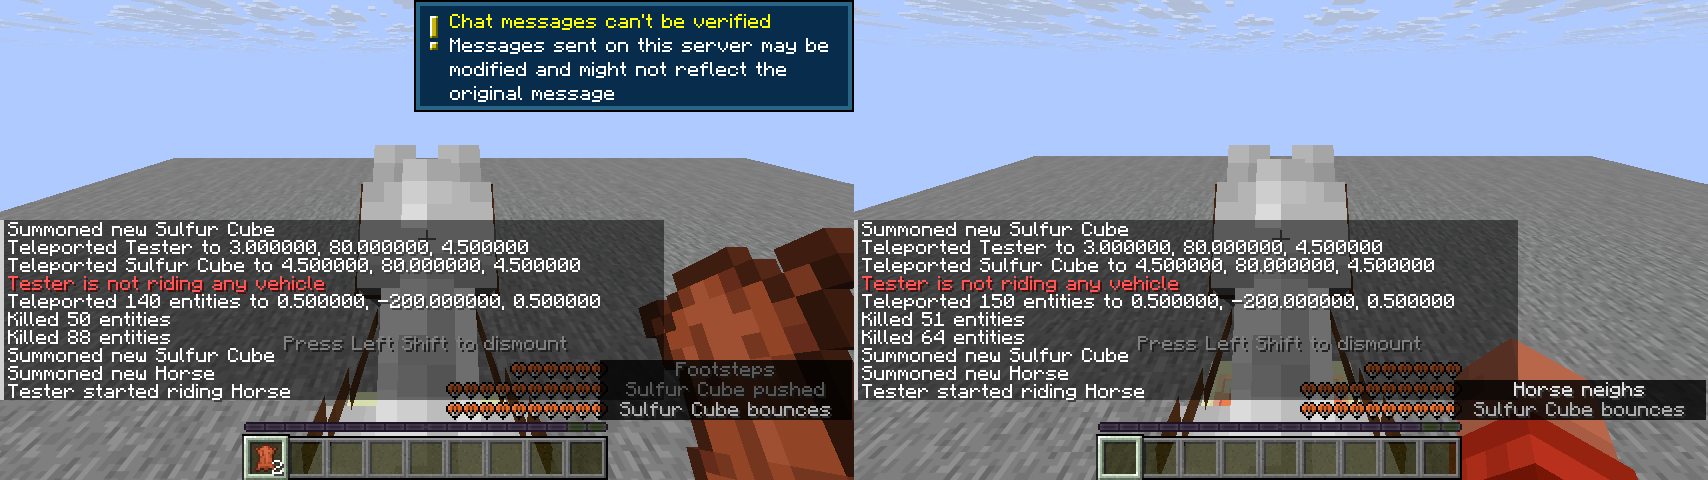 Chat messages can't be verified
Messages sent on this server may be
modified and might not reflect the
original message
Summoned new Sulfur Cube
Teleported Tester to 3.000000, 80.000000, 4.500000
Teleported Sulfur Cube to 4.500000, 80.000000, 4.500000
Tester is not riding any vehicle
Teleported 140 entities to 0.500000, -200.000000, 0.500000
Killed 50 entities
Killed 88 entities
Summoned new Sulfur Cube
Summoned new Horse
Tester started riding Horse
Press Left Shift to dismount
Footsteps
Sulfur Cube pushed
Sulfur Cube bounces
2
Summoned new Sulfur Cube
Teleported Tester to 3.000000, 80.000000, 4.500000
Teleported Sulfur Cube to 4.500000, 80.000000, 4.500000
Tester is not riding any vehicle
Teleported 150 entities to 0.500000, -200.000000, 0.500000
Killed 51 entities
Killed 64 entities
Summoned new Sulfur Cube
Summoned new Horse
Tester started riding Horse
Press Left Shift to dismount
Horse neighs
Sulfur Cube bounces